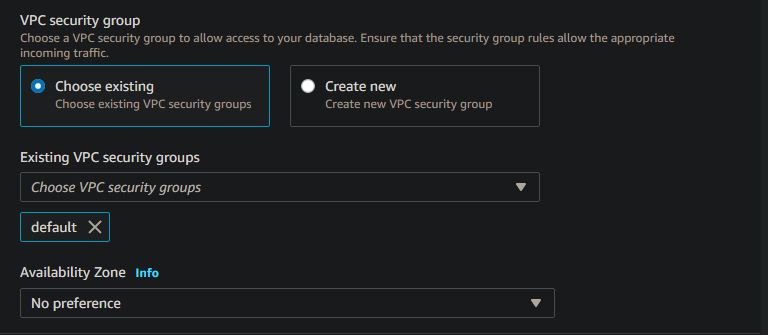 VPC security group
Choose a VPC security group to allow access to your database. Ensure that the security group rules allow the appropriate
incoming traffic.
Choose existing
Choose existing VPC security groups
Create new
Create new VPC security group
Existing VPC security groups
Choose VPC security groups
default
Availability Zone Info
No preference